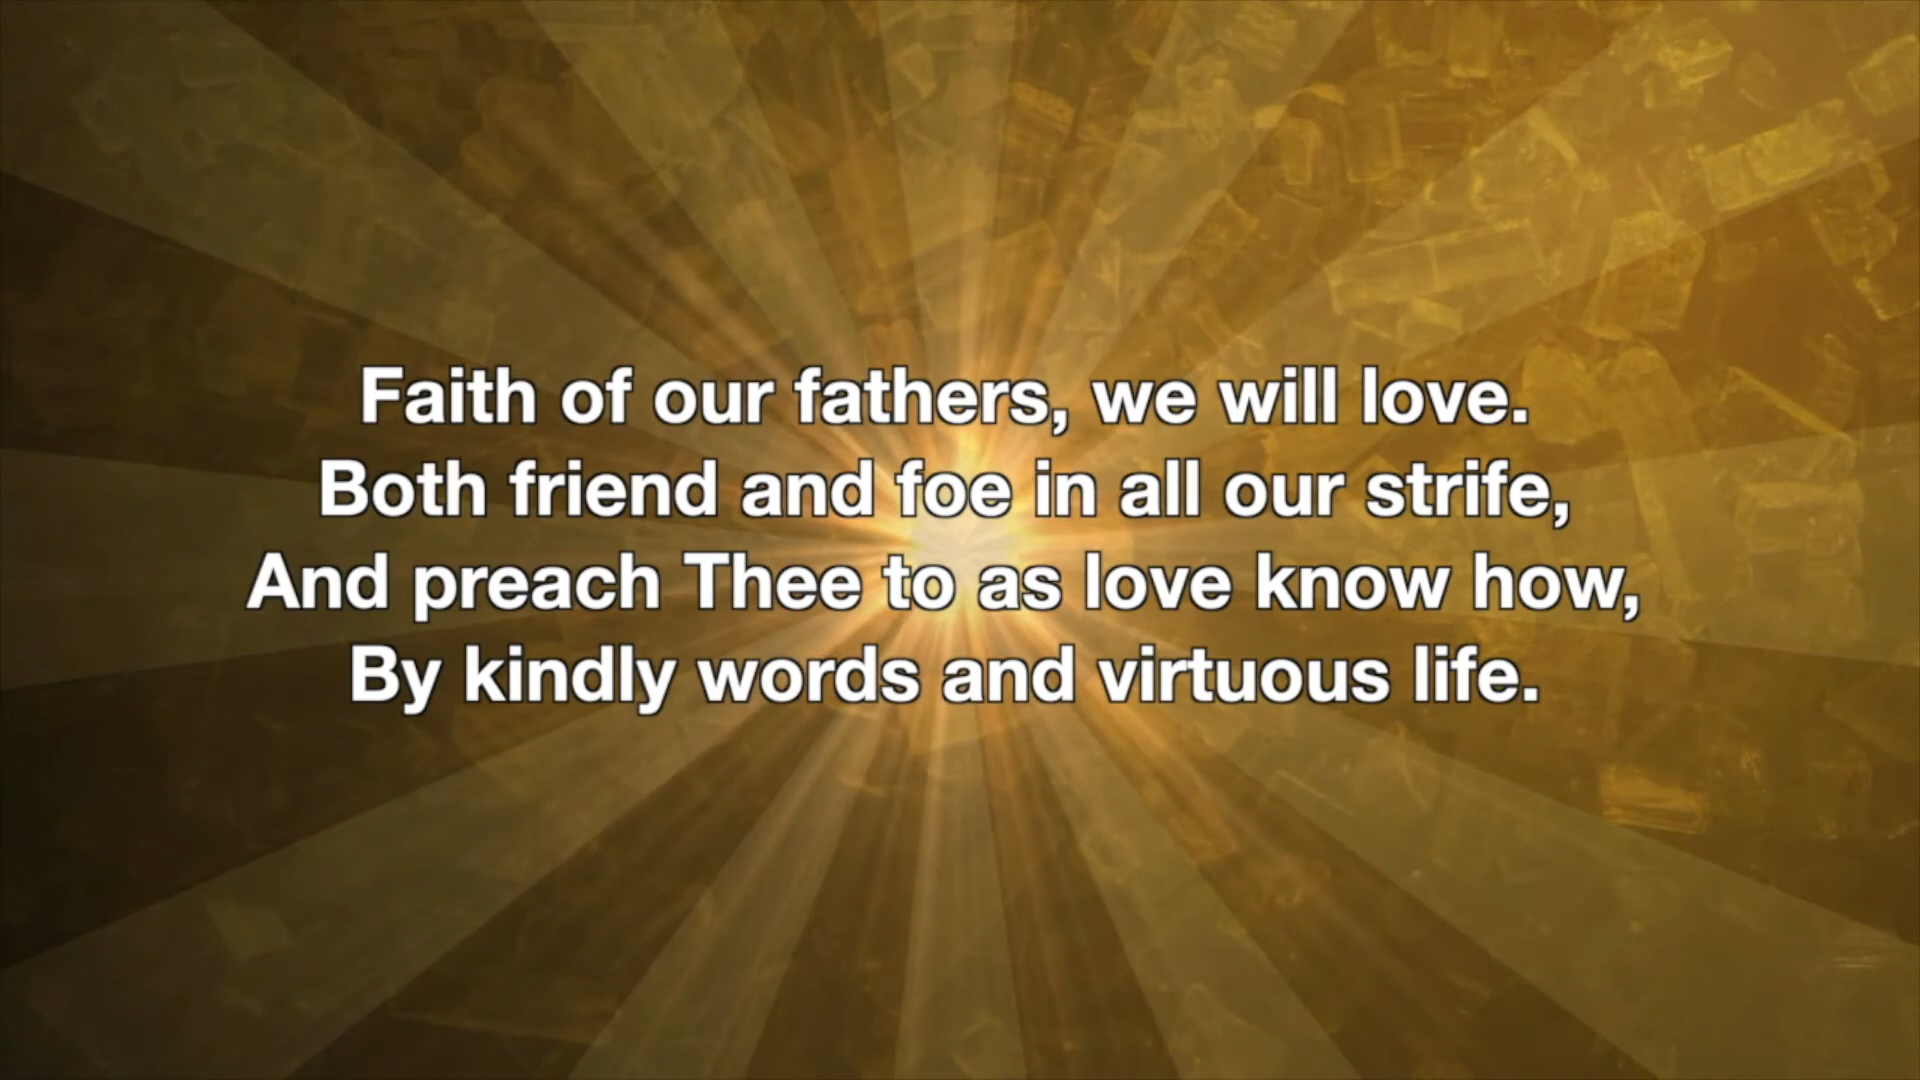 Faith of our fathers, we will love.
Both friend and foe in all our strife,
And preach Thee to as love know how,
By kindly words and virtuous life.